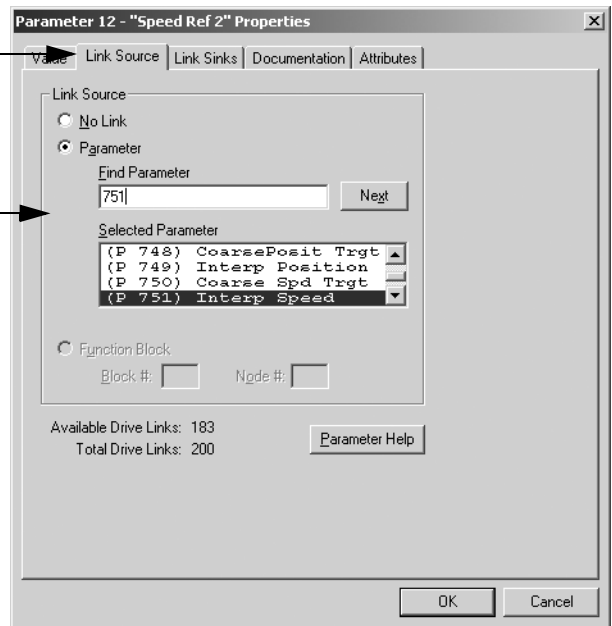 Parameter 12 - "Speed Ref 2" Properties
Value Link Source Link Sinks Documentation Attributes
Link Source
No Link
Parameter
Find Parameter
751 Next
Selected Parameter
(P 748) CoarsePosit Trgt
(P 749) Interp Position
(P 750) Coarse Spd Trgt
(P 751) Interp Speed
Function Block
Block #: Node #:
Available Drive Links: 183
Total Drive Links: 200
Parameter Help
OK Cancel